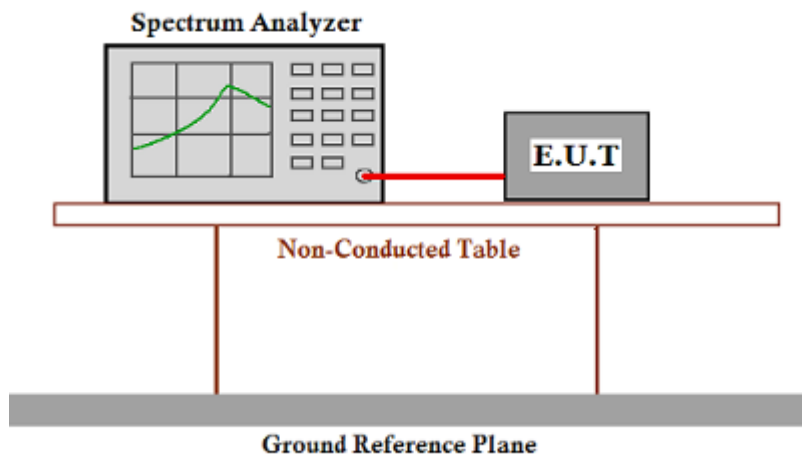 Spectrum Analyzer
E.U.T
Non-Conducted Table
Ground Reference Plane